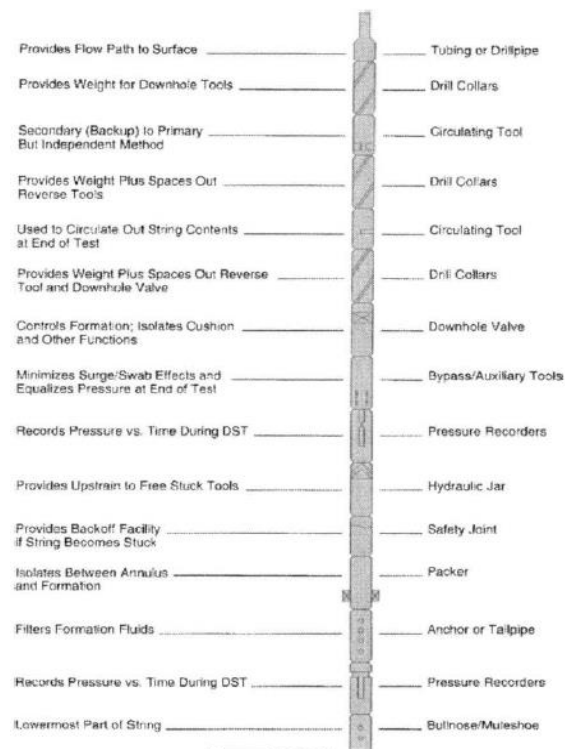 Provides Flow Path to Surface
Tubing or Drillpipe
Provides Weight for Downhole Tools
Drill Collars
Secondary (Backup) to Primary
But Independent Method
Circulating Tool
Provides Weight Plus Spaces Out
Reverse Tools
Drill Collars
Used to Circulate Out String Contents
at End of Test
Circulating Tool
Provides Weight Plus Spaces Out Reverse
Tool and Downhole Valve
Drill Collars
Controls Formation; Isolates Cushion
and Other Functions
Downhole Valve
Minimizes Surge/Swab Effects and
Equalizes Pressure at End of Test
Bypass/Auxiliary Tools
Records Pressure vs. Time During DST
Pressure Recorders
Provides Upstrain to Free Stuck Tools
Hydraulic Jar
Provides Backoff Facility
if String Becomes Stuck
Safety Joint
Isolates Between Annulus
and Formation
Packer
Filters Formation Fluids
Anchor or Tailpipe
Records Pressure vs. Time During DST
Pressure Recorders
Lowermost Part of String
Bullnose/Muleshoe